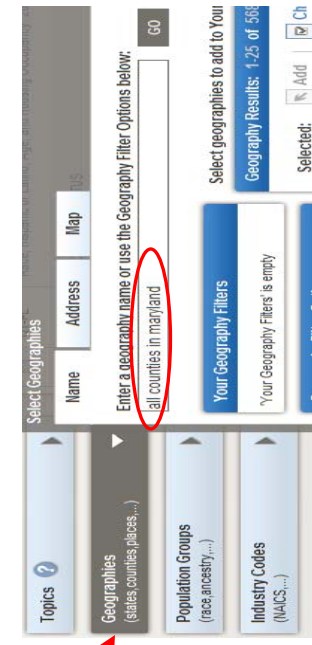 Topics ?
Geographies
(states,counties,places,...)
Population Groups
(race,ancestry,...)
Industry Codes
(NAICS,...)
Select Geographies
Name Address Map
Enter a geography name or use the Geography Filter Options below:
all counties in maryland GO
Your Geography Filters
'Your Geography Filters' is empty
Select geographies to add to Your
Geography Results: 1-25 of 568
Add Ch
Selected: